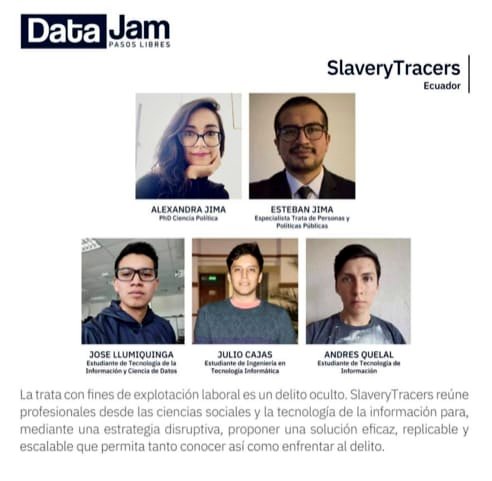 Data Jam
PASOS LIBRES
SlaveryTracers
Ecuador
ALEXANDRA JIMA
PhD Ciencia Política
ESTEBAN JIMA
Especialista Trata de Personas y
Políticas Públicas
JOSE LLUMIQUINGA
Estudiante de Tecnología de la
Información y Ciencia de Datos
JULIO CAJAS
Estudiante de Ingeniería en
Tecnología Informática
ANDRES QUELAL
Estudiante de Tecnología de
Información
La trata con fines de explotación laboral es un delito oculto. SlaveryTracers reúne
profesionales desde las ciencias sociales y la tecnología de la información para,
mediante una estrategia disruptiva, proponer una solución eficaz, replicable y
escalable que permita tanto conocer así como enfrentar al delito.